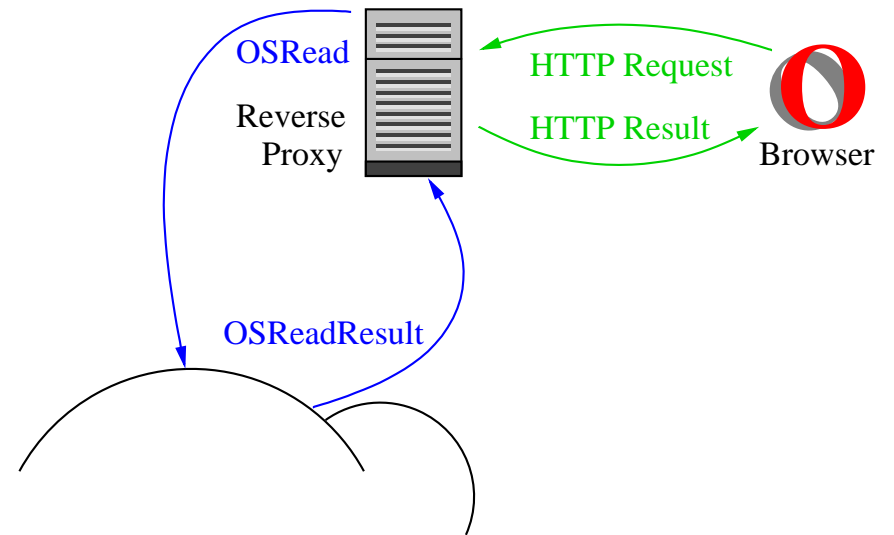 OSRead
HTTP Request
Reverse
Proxy
HTTP Result
Browser
OSReadResult